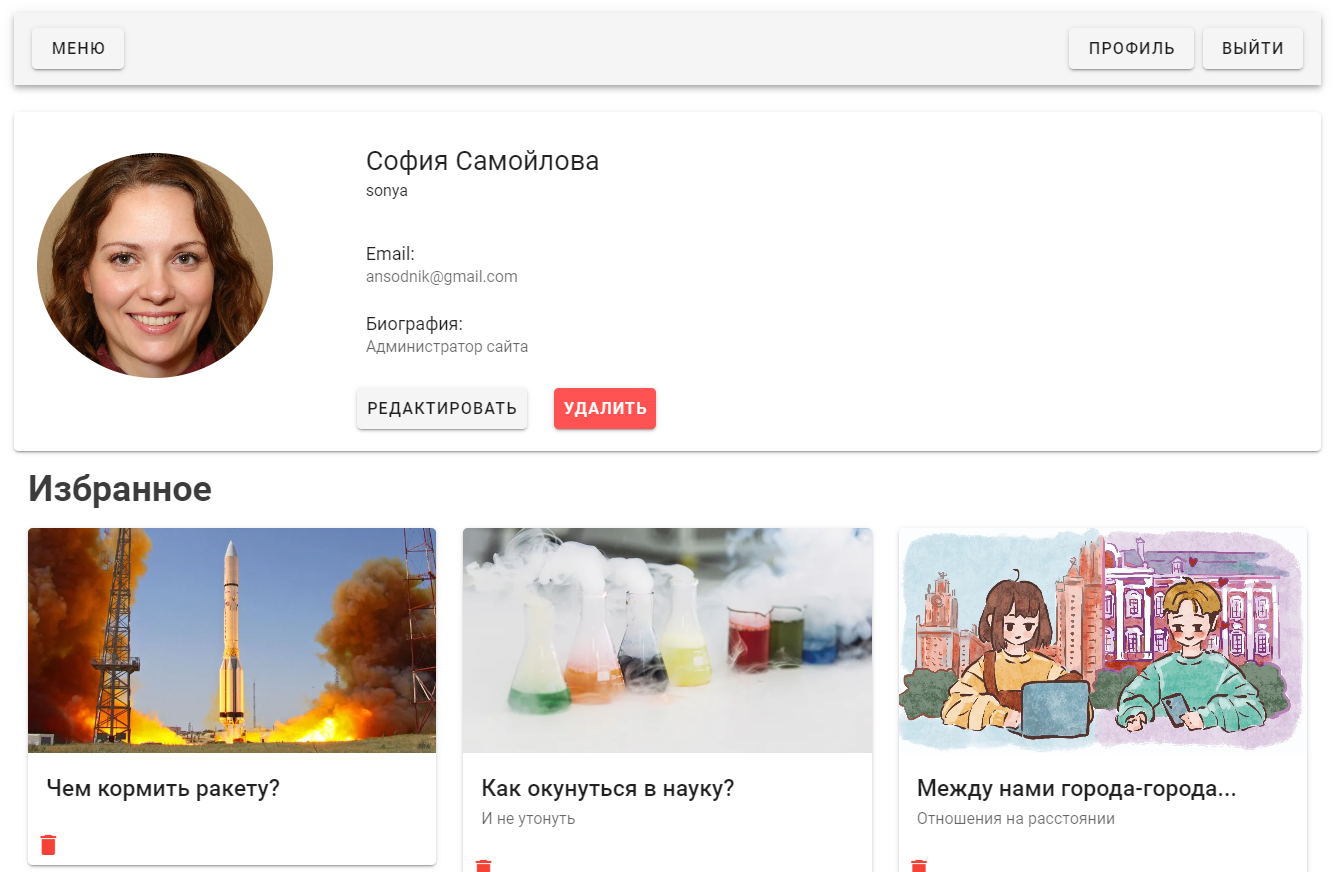 МЕНЮ
ПРОФИЛЬ
ВЫЙТИ
София Самойлова
sonya
Email:
ansodnik@gmail.com
Биография:
Администратор сайта
РЕДАКТИРОВАТЬ
УДАЛИТЬ
Избранное
Чем кормить ракету?
Как окунуться в науку?
И не утонуть
Между нами города-города...
Отношения на расстоянии